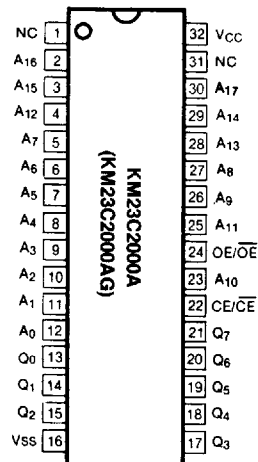 NC 1 32 VCC
A16 2 31 NC
A15 3 30 A17
A12 4 29 A14
A7 5 28 A13
A6 6 27 A8
A5 7 26 A9
A4 8 25 A11
A3 9 24 OE/O̅E̅
A2 10 23 A10
A1 11 22 CE/C̅E̅
A0 12 21 Q7
Q0 13 20 Q6
Q1 14 19 Q5
Q2 15 18 Q4
VSS 16 17 Q3
KM23C2000A
(KM23C2000AG)